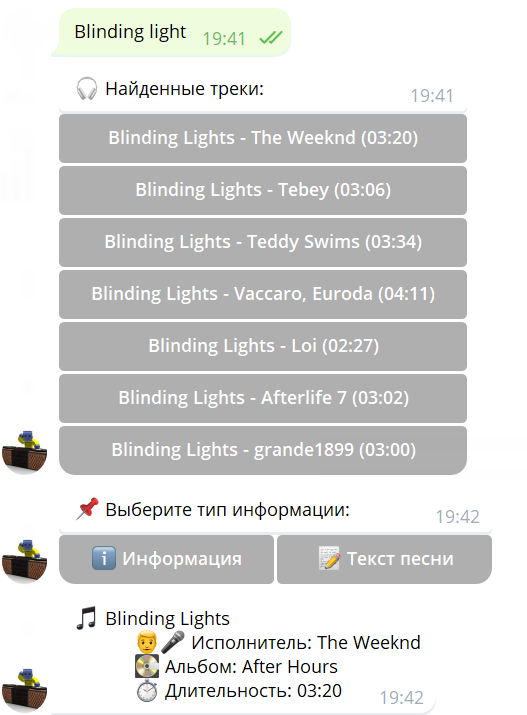 Blinding light 19:41
🎧 Найденные треки: 19:41
Blinding Lights - The Weeknd (03:20)
Blinding Lights - Tebey (03:06)
Blinding Lights - Teddy Swims (03:34)
Blinding Lights - Vaccaro, Euroda (04:11)
Blinding Lights - Loi (02:27)
Blinding Lights - Afterlife 7 (03:02)
Blinding Lights - grande1899 (03:00)
📌 Выберите тип информации: 19:42
ℹ️ Информация 📝 Текст песни
🎵 Blinding Lights
👨‍🎤 Исполнитель: The Weeknd
💽 Альбом: After Hours
⏱ Длительность: 03:20 19:42